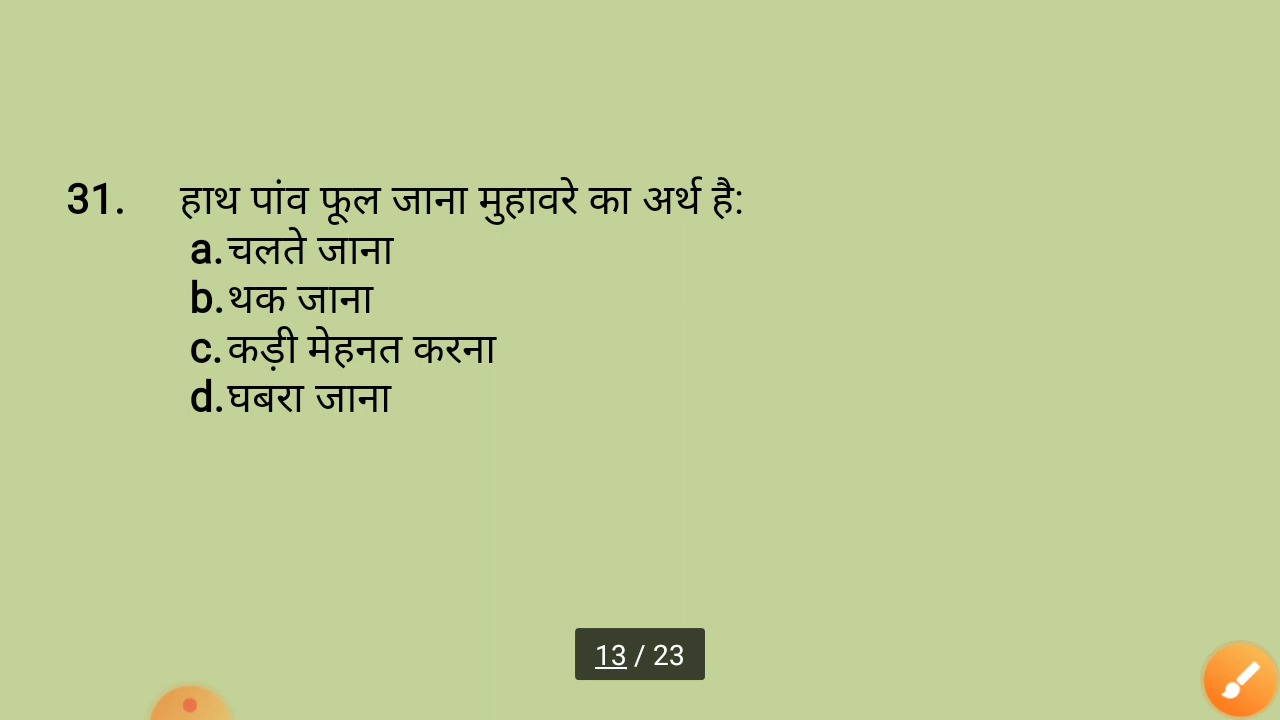 31. हाथ पांव फूल जाना मुहावरे का अर्थ है:
a. चलते जाना
b. थक जाना
c. कड़ी मेहनत करना
d. घबरा जाना
13 / 23